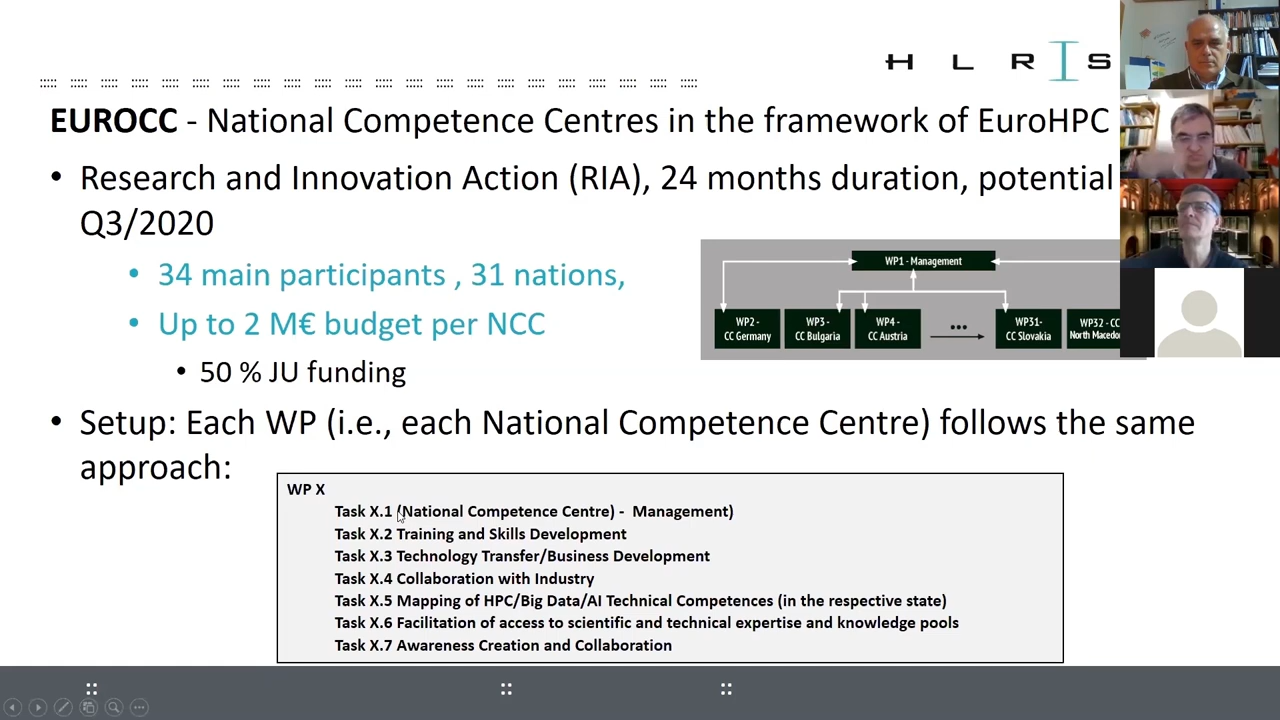 H L R I S
EUROCC - National Competence Centres in the framework of EuroHPC
• Research and Innovation Action (RIA), 24 months duration, potential
Q3/2020
• 34 main participants , 31 nations,
• Up to 2 M€ budget per NCC
• 50 % JU funding
WP1 - Management
WP2 -
CC Germany
WP3 -
CC Bulgaria
WP4 -
CC Austria
•••
WP31-
CC Slovakia
WP32 - CC
North
• Setup: Each WP (i.e., each National Competence Centre) follows the same
approach:
WP X
Task X.1 (National Competence Centre) - Management)
Task X.2 Training and Skills Development
Task X.3 Technology Transfer/Business Development
Task X.4 Collaboration with Industry
Task X.5 Mapping of HPC/Big Data/AI Technical Competences (in the respective state)
Task X.6 Facilitation of access to scientific and technical expertise and knowledge pools
Task X.7 Awareness Creation and Collaboration